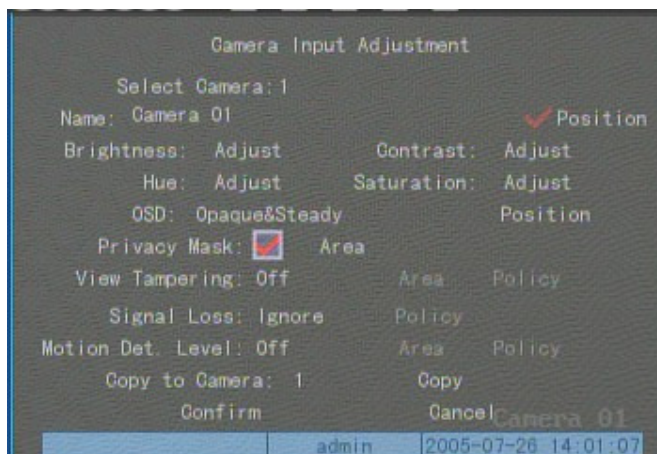 Camera Input Adjustment
Select Camera: 1
Name: Camera 01 Position
Brightness: Adjust Contrast: Adjust
Hue: Adjust Saturation: Adjust
OSD: Opaque&Steady Position
Privacy Mask: Area
View Tampering: Off Area Policy
Signal Loss: Ignore Policy
Motion Det. Level: Off Area Policy
Copy to Camera: 1 Copy
Confirm Cancel
Camera 01
admin 2005-07-26 14:01:07